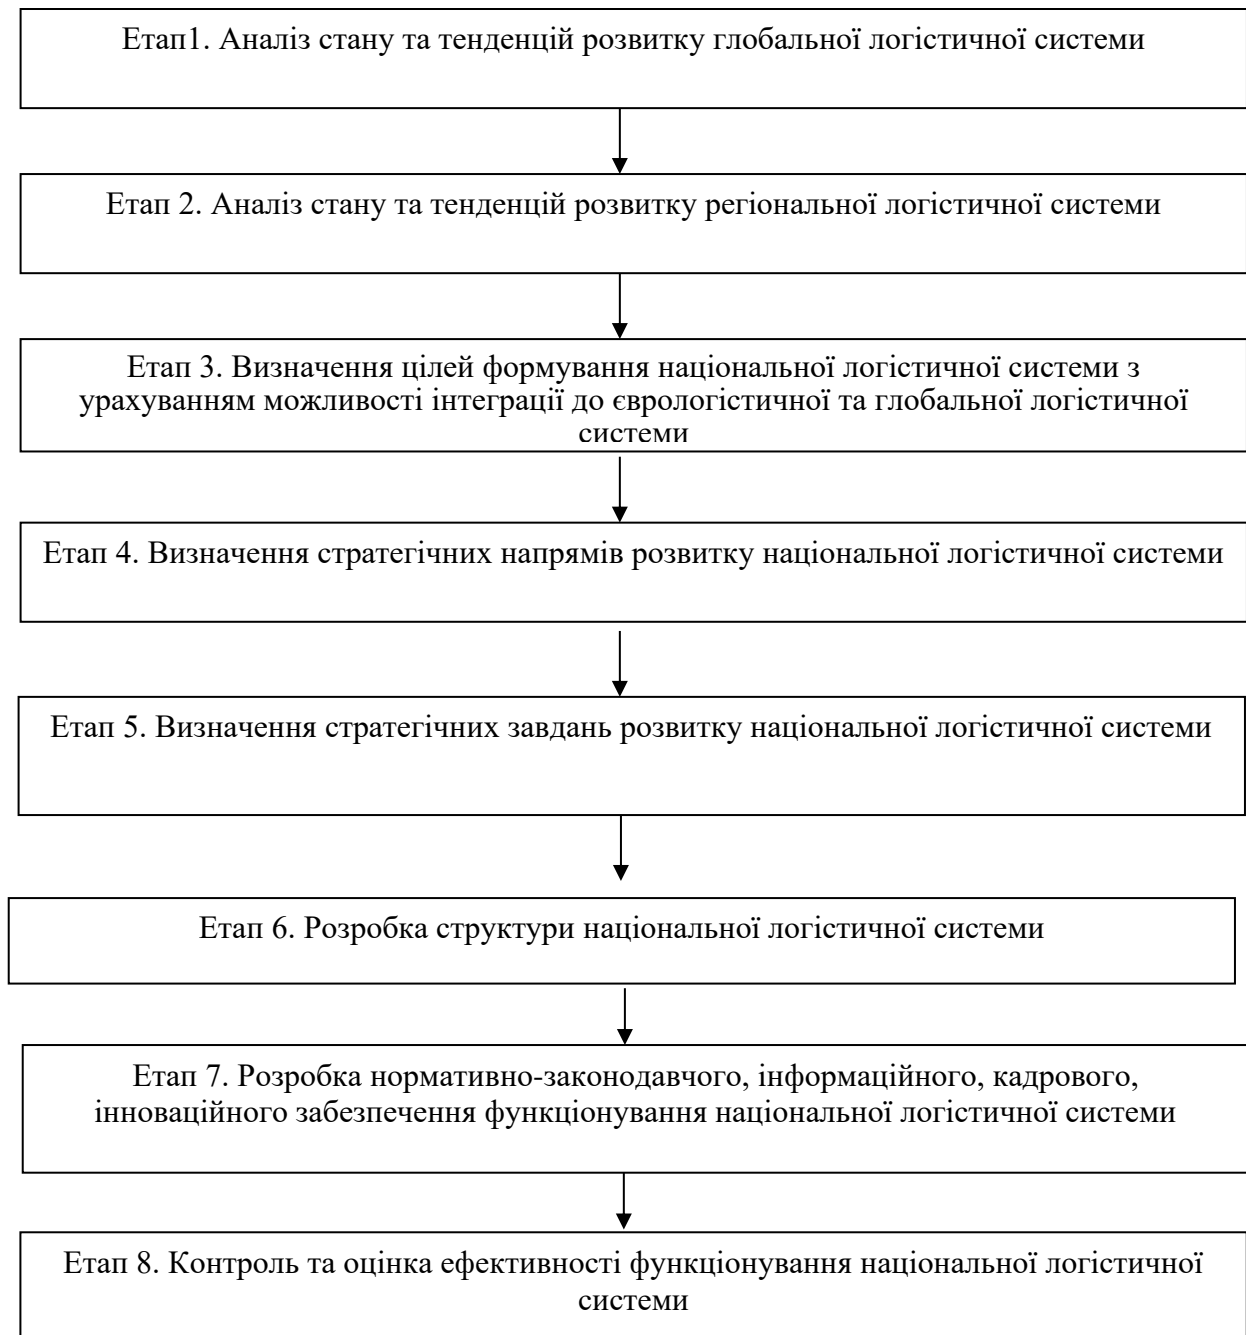 Етап1. Аналіз стану та тенденцій розвитку глобальної логістичної системи
Етап 2. Аналіз стану та тенденцій розвитку регіональної логістичної системи
Етап 3. Визначення цілей формування національної логістичної системи з
урахуванням можливості інтеграції до єврологістичної та глобальної логістичної
системи
Етап 4. Визначення стратегічних напрямів розвитку національної логістичної системи
Етап 5. Визначення стратегічних завдань розвитку національної логістичної системи
Етап 6. Розробка структури національної логістичної системи
Етап 7. Розробка нормативно-законодавчого, інформаційного, кадрового,
інноваційного забезпечення функціонування національної логістичної системи
Етап 8. Контроль та оцінка ефективності функціонування національної логістичної
системи